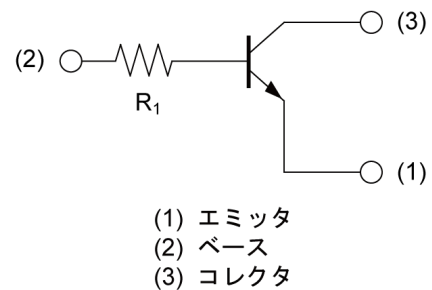 (3)
(2)
R₁
(1)
(1) エミッタ
(2) ベース
(3) コレクタ